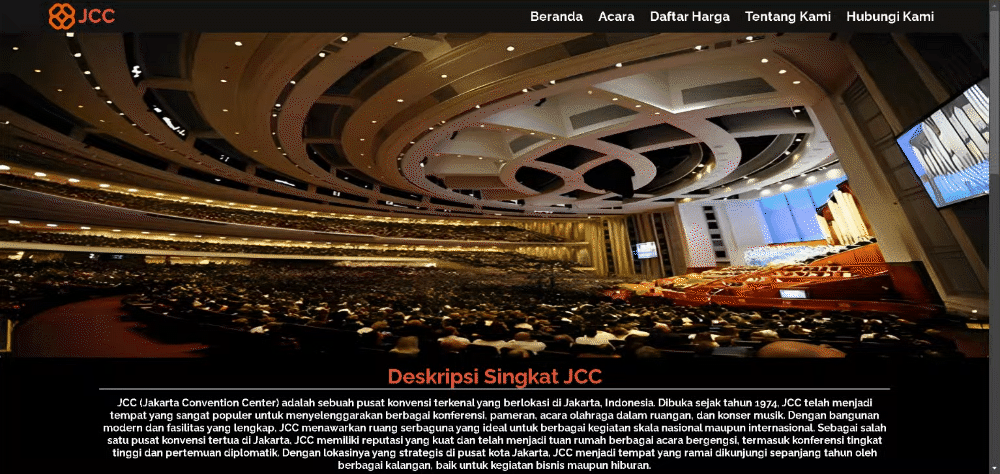 JCC
Beranda Acara Daftar Harga Tentang Kami Hubungi Kami
Deskripsi Singkat JCC
JCC (Jakarta Convention Center) adalah sebuah pusat konvensi terkenal yang berlokasi di Jakarta, Indonesia. Dibuka sejak tahun 1974, JCC telah menjadi
tempat yang sangat populer untuk menyelenggarakan berbagai konferensi, pameran, acara olahraga dalam ruangan, dan konser musik. Dengan bangunan
modern dan fasilitas yang lengkap, JCC menawarkan ruang serbaguna yang ideal untuk berbagai kegiatan skala nasional maupun internasional. Sebagai salah
satu pusat konvensi tertua di Jakarta, JCC memiliki reputasi yang kuat dan telah menjadi tuan rumah berbagai acara bergengsi, termasuk konferensi tingkat
tinggi dan pertemuan diplomatik. Dengan lokasinya yang strategis di pusat kota Jakarta, JCC menjadi tempat yang ramai dikunjungi sepanjang tahun oleh
berbagai kalangan, baik untuk kegiatan bisnis maupun hiburan.